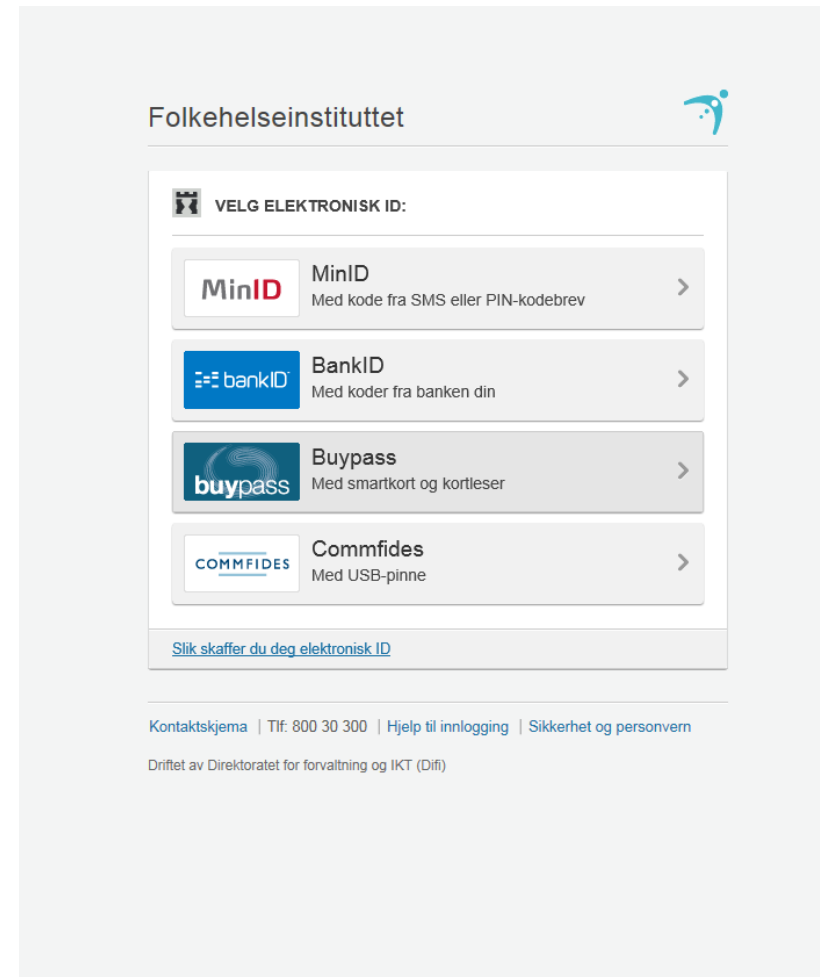 Folkehelseinstituttet
VELG ELEKTRONISK ID:
MinID
MinID
Med kode fra SMS eller PIN-kodebrev
bankID
BankID
Med koder fra banken din
buypass
Buypass
Med smartkort og kortleser
COMMFIDES
Commfides
Med USB-pinne
Slik skaffer du deg elektronisk ID
Kontaktskjema | Tlf: 800 30 300 | Hjelp til innlogging | Sikkerhet og personvern
Driftet av Direktoratet for forvaltning og IKT (Difi)